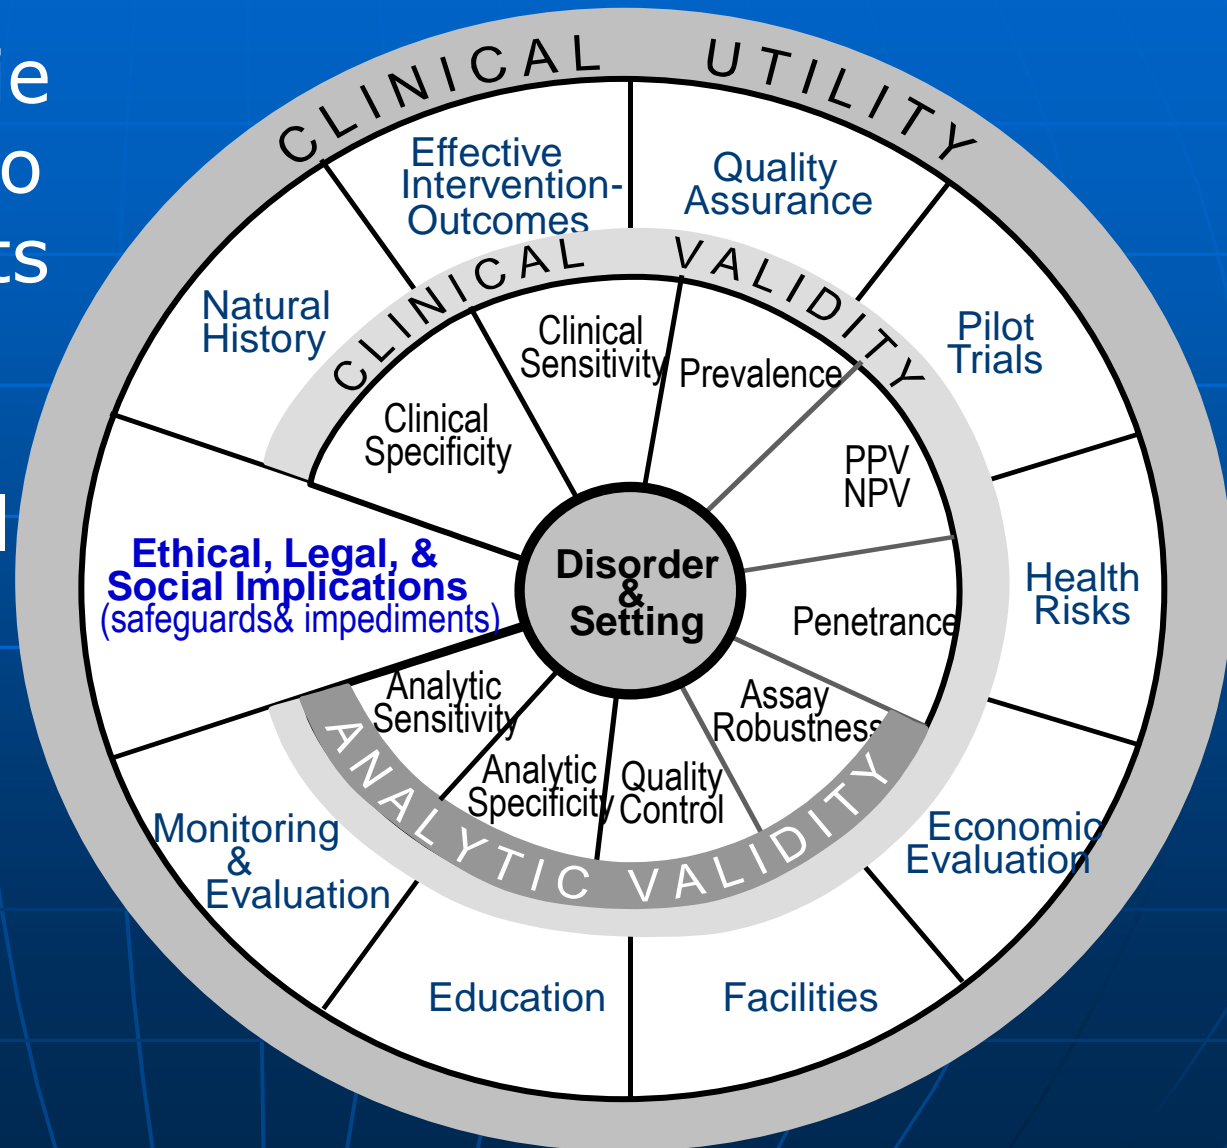 ie
o
ts
CLINICAL UTILITY
Effective
Intervention-
Outcomes
Quality
Assurance
Natural
History
Pilot
Trials
CLINICAL VALIDITY
Clinical
Sensitivity
Prevalence
Clinical
Specificity
PPV
NPV
Ethical, Legal, &
Social Implications
(safeguards& impediments)
Disorder
&
Setting
Health
Risks
Penetrance
Analytic
Sensitivity
Assay
Robustness
Analytic
Specificity
Quality
Control
ANALYTIC VALIDITY
Monitoring
&
Evaluation
Economic
Evaluation
Education
Facilities